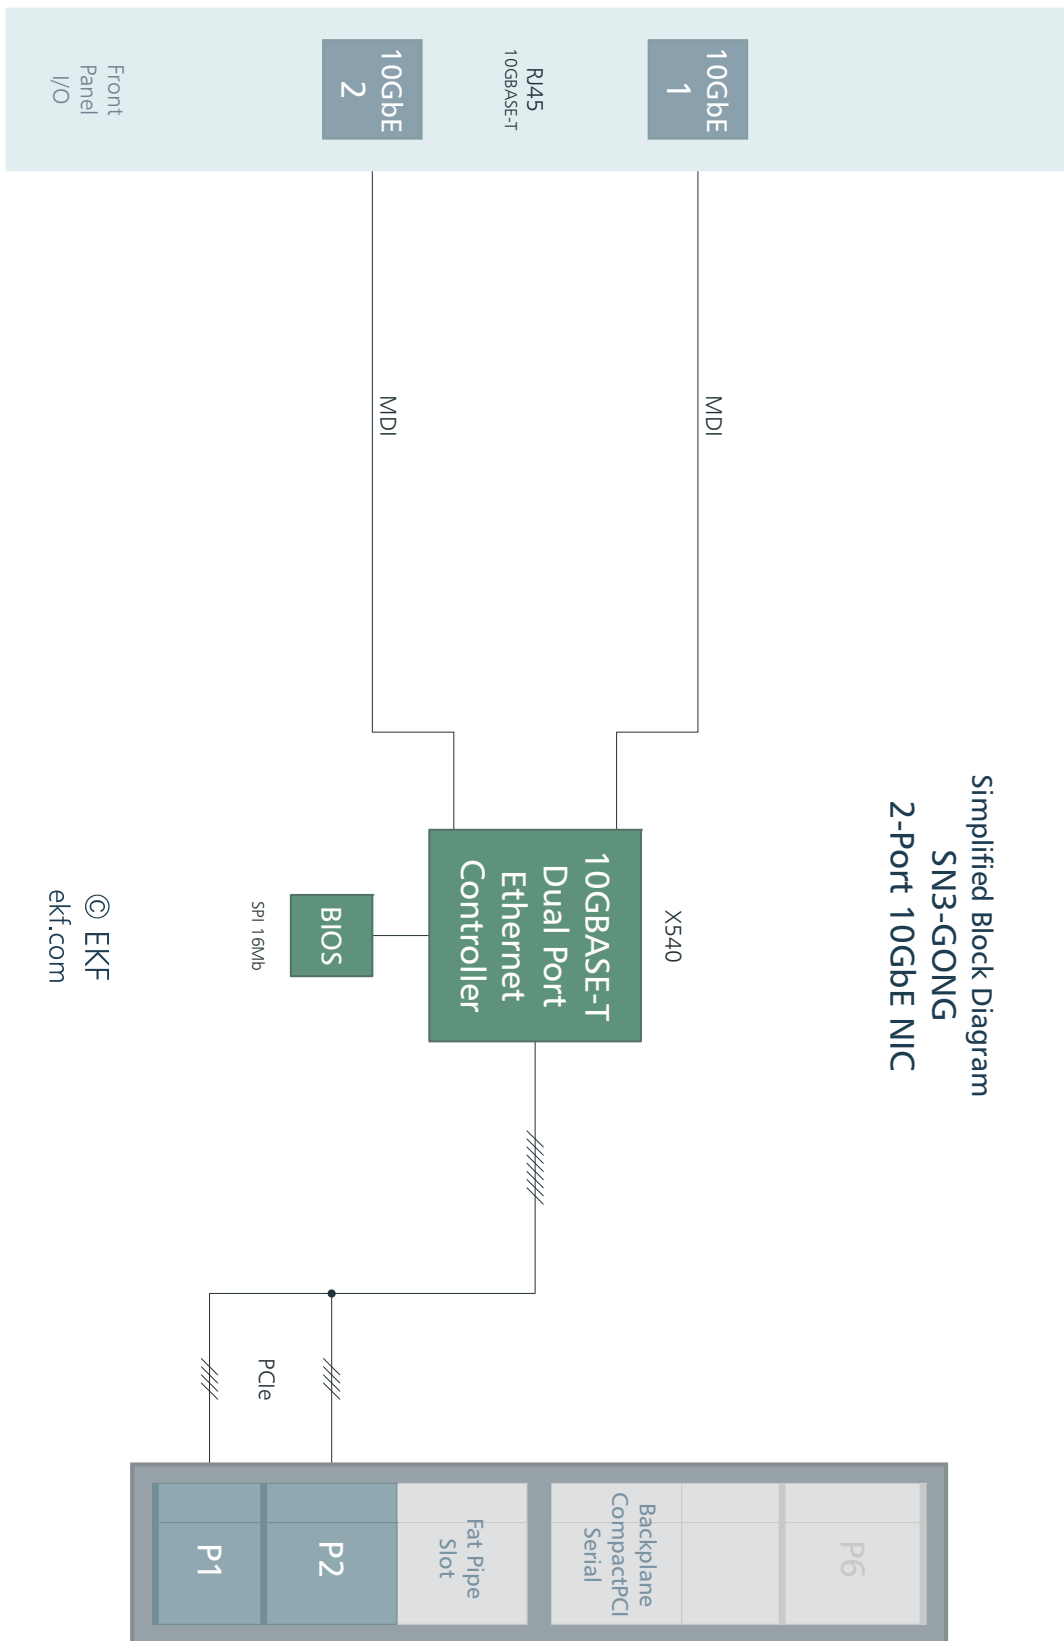 Simplified Block Diagram
SN3-GONG
2-Port 10GbE NIC
10GbE
1
RJ45
10GBASE-T
10GbE
2
Front
Panel
I/O
MDI
MDI
X540
10GBASE-T
Dual Port
Ethernet
Controller
BIOS
SPI 16Mb
© EKF
ekf.com
PCIe
P6
Backplane
CompactPCI
Serial
Fat Pipe
Slot
P2
P1